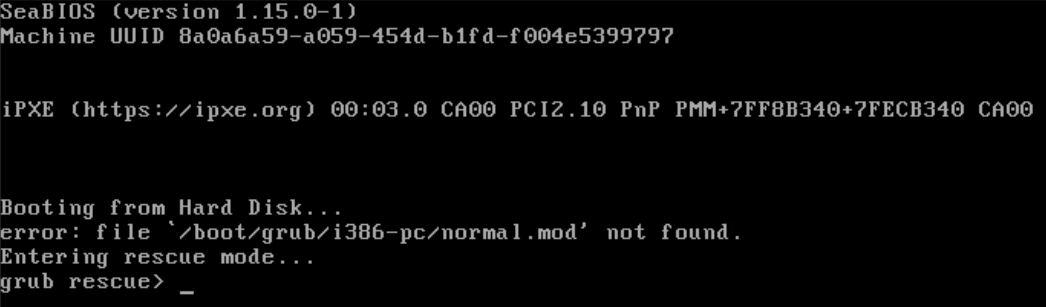 SeaBIOS (version 1.15.0-1)
Machine UUID 8a0a6a59-a059-454d-b1fd-f004e5399797
iPXE (https://ipxe.org) 00:03.0 CA00 PCI2.10 PnP PMM+7FF8B340+7FECB340 CA00
Booting from Hard Disk...
error: file `/boot/grub/i386-pc/normal.mod' not found.
Entering rescue mode...
grub rescue> _